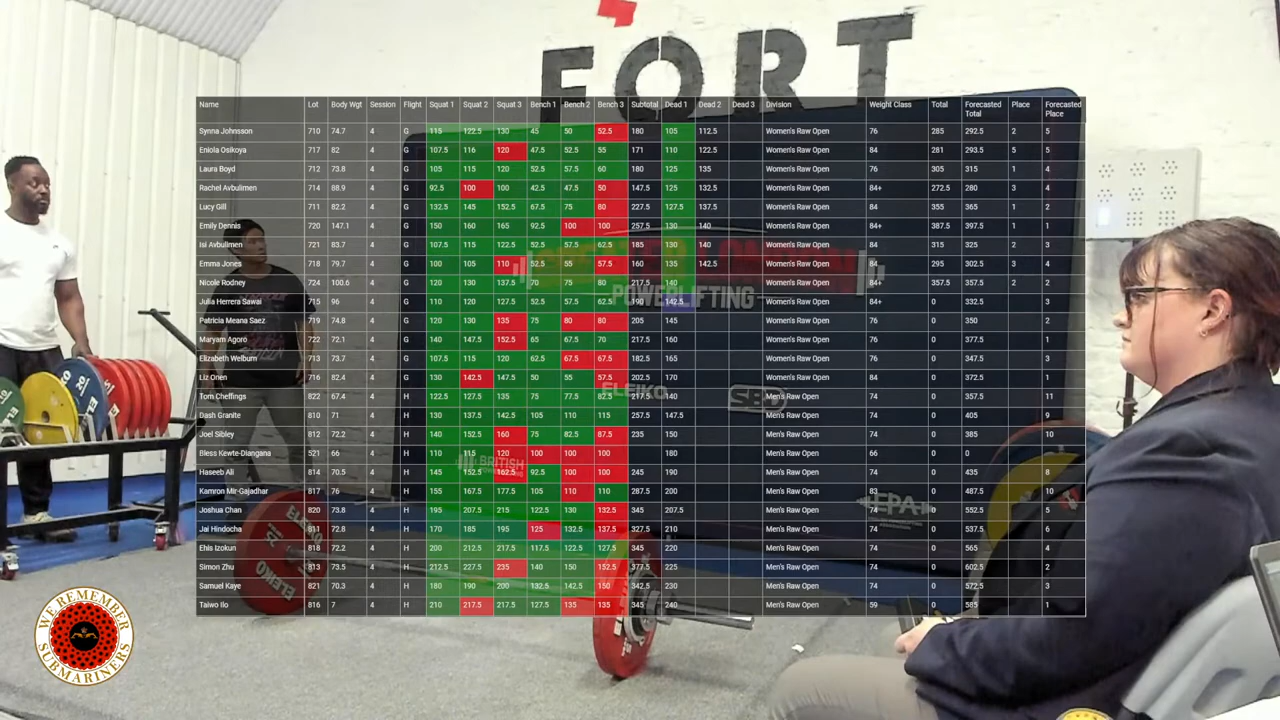 FORT
Name Lot Body Wgt Session Flight Squat 1 Squat 2 Squat 3 Bench 1 Bench 2 Bench 3 Subtotal Dead 1 Dead 2 Dead 3 Division Weight Class Total Forecasted Total Place Forecasted Place
Synna Johnsson 710 74.7 4 G 115 122.5 130 45 50 52.5 180 105 112.5 Women's Raw Open 76 285 292.5 2 5
Eniola Osikoya 717 82 4 G 107.5 116 120 47.5 52.5 55 171 110 122.5 Women's Raw Open 84 281 293.5 5 5
Laura Boyd 712 73.8 4 G 105 115 120 52.5 57.5 60 180 125 135 Women's Raw Open 76 305 315 1 4
Rachel Avbulimen 714 88.9 4 G 92.5 100 100 42.5 47.5 50 147.5 125 132.5 Women's Raw Open 84+ 272.5 280 3 4
Lucy Gill 711 82.2 4 G 132.5 145 152.5 67.5 75 80 227.5 127.5 137.5 Women's Raw Open 84 355 365 1 2
Emily Dennis 720 147.1 4 G 150 160 165 92.5 100 100 257.5 130 140 Women's Raw Open 84+ 387.5 397.5 1 1
Isi Avbulimen 721 83.7 4 G 107.5 115 122.5 52.5 57.5 62.5 185 130 140 Women's Raw Open 84 315 325 2 3
Emma Jones 718 79.7 4 G 100 105 110 52.5 55 57.5 160 135 142.5 Women's Raw Open 84 295 302.5 3 4
Nicole Rodney 724 100.6 4 G 120 130 137.5 70 75 80 217.5 140 Women's Raw Open 84+ 357.5 357.5 2 2
Julia Herrera Sawai 715 96 4 G 110 120 127.5 52.5 57.5 62.5 190 142.5 Women's Raw Open 84+ 0 332.5 3
Patricia Meana Saez 719 74.8 4 G 120 130 135 75 80 80 205 145 Women's Raw Open 76 0 350 2
Maryam Agoro 722 72.1 4 G 140 147.5 152.5 65 67.5 70 217.5 160 Women's Raw Open 76 0 377.5 1
Elizabeth Welburn 713 73.7 4 G 107.5 115 120 62.5 67.5 67.5 182.5 165 Women's Raw Open 76 0 347.5 3
Liz Onen 716 82.4 4 G 130 142.5 147.5 50 55 57.5 202.5 170 Women's Raw Open 84 0 372.5 1
Tom Cheffings 822 67.4 4 H 122.5 127.5 135 75 77.5 82.5 217.5 140 Men's Raw Open 74 0 357.5 11
Dash Granite 810 71 4 H 130 137.5 142.5 105 110 115 257.5 147.5 Men's Raw Open 74 0 405 9
Joel Sibley 812 72.2 4 H 140 152.5 160 75 82.5 87.5 235 150 Men's Raw Open 74 0 385 10
Bless Kewte-Diangana 521 66 4 H 110 115 120 100 100 100 180 Men's Raw Open 66 0 0
Haseeb Ali 814 70.5 4 H 145 152.5 162.5 92.5 100 100 245 190 Men's Raw Open 74 0 435 8
Kamron Mir-Gajadhar 817 76 4 H 155 167.5 177.5 105 110 110 287.5 200 Men's Raw Open 83 0 487.5 10
Joshua Chan 820 73.8 4 H 195 207.5 215 122.5 130 132.5 345 207.5 Men's Raw Open 74 0 552.5 5
Jai Hindocha 811 72.8 4 H 170 185 195 125 132.5 137.5 327.5 210 Men's Raw Open 74 0 537.5 6
Ehis Izokun 818 72.2 4 H 200 212.5 217.5 117.5 122.5 127.5 345 220 Men's Raw Open 74 0 565 4
Simon Zhu 813 73.5 4 H 212.5 227.5 235 140 150 152.5 377.5 225 Men's Raw Open 74 0 602.5 2
Samuel Kaye 821 70.3 4 H 180 190 200 132.5 142.5 150 342.5 230 Men's Raw Open 74 0 572.5 3
Taiwo Ilo 816 7 4 H 210 217.5 217.5 127.5 135 135 345 240 Men's Raw Open 59 0 585 1
POWERLIFTING
ELEIKO
SBD
BRITISH
EPA
ELEIKO
ELEIKO
WE REMEMBER
SUBMARINERS